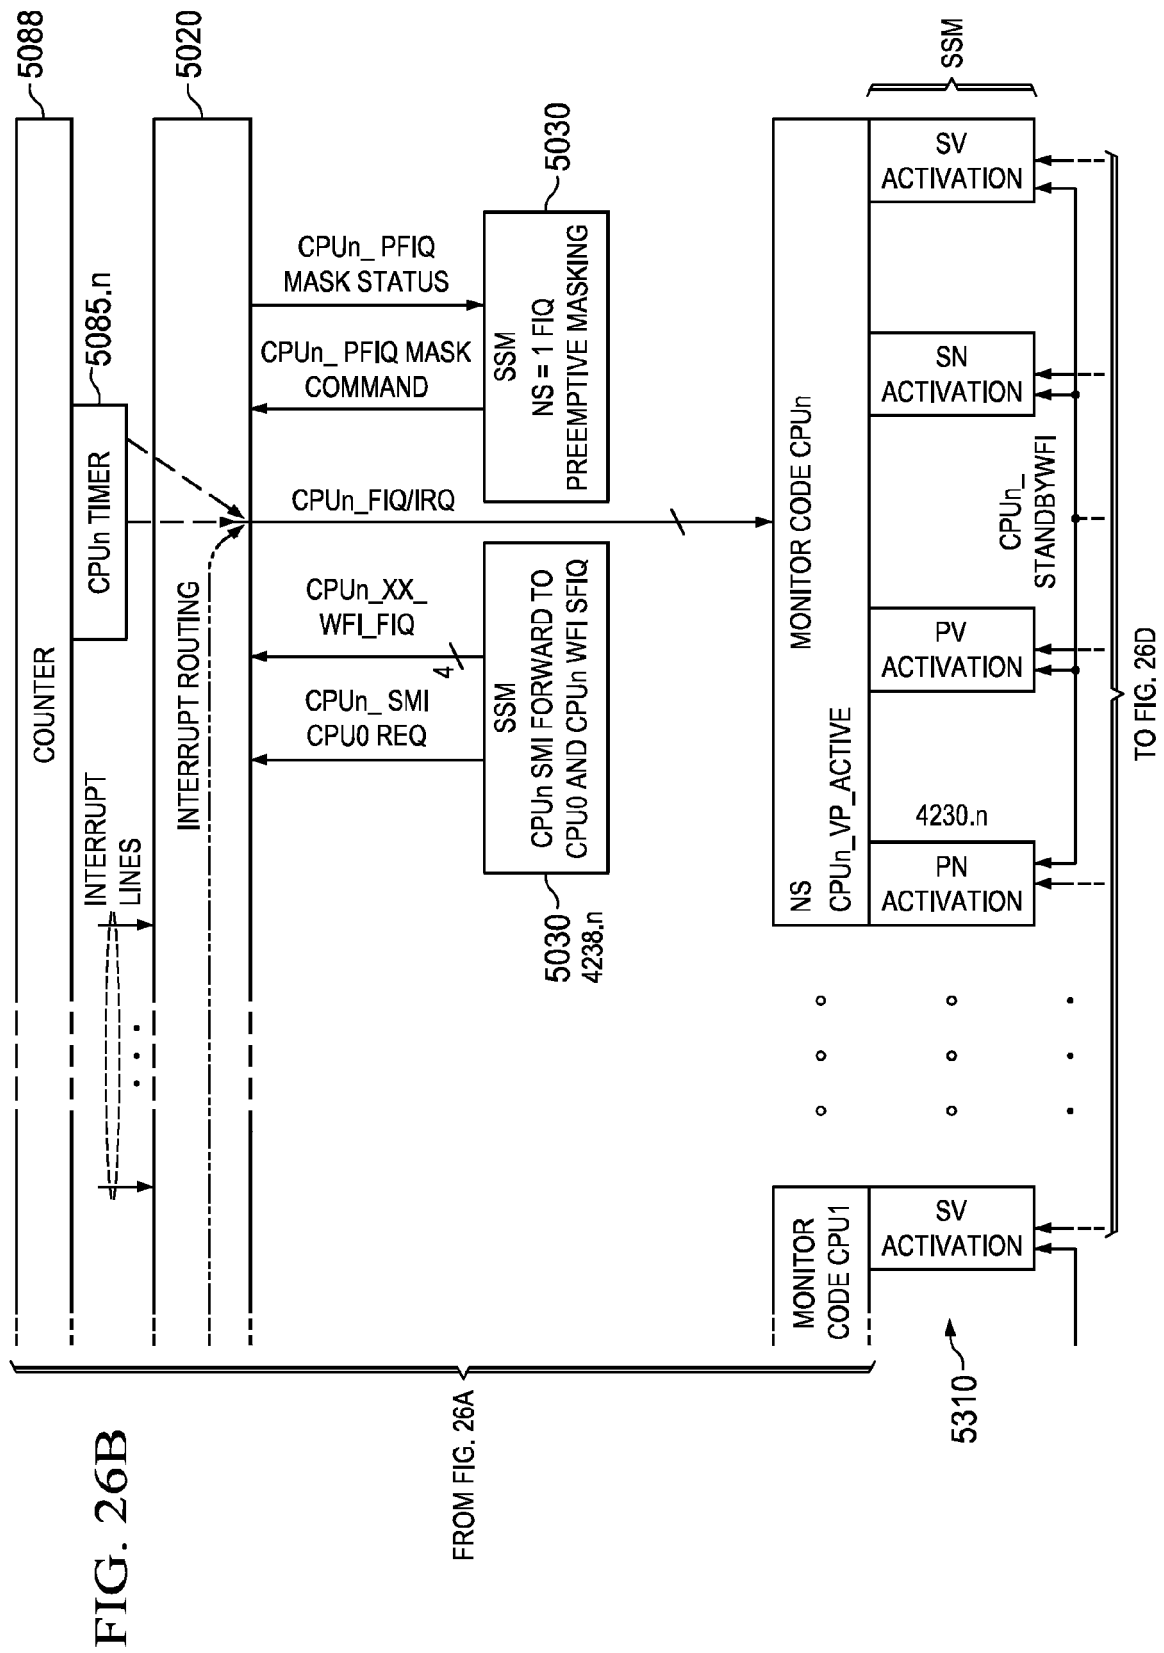 FIG. 26B
5088
COUNTER
5085.n
CPUn TIMER
INTERRUPT
LINES
5020
INTERRUPT ROUTING
CPUn_ SMI
CPU0 REQ
CPUn_XX_
WFI_FIQ
4
CPUn_FIQ/IRQ
CPUn_ PFIQ MASK
COMMAND
CPUn_ PFIQ
MASK STATUS
SSM
CPUn SMI FORWARD TO
CPU0 AND CPUn WFI SFIQ
5030
4238.n
SSM
NS = 1 FIQ
PREEMPTIVE MASKING
5030
FROM FIG. 26A
MONITOR
CODE CPU1
SV
ACTIVATION
5310
MONITOR CODE CPUn
NS
CPUn_VP_ACTIVE
4230.n
PN
ACTIVATION
PV
ACTIVATION
SN
ACTIVATION
SV
ACTIVATION
SSM
CPUn_
STANDBYWFI
TO FIG. 26D